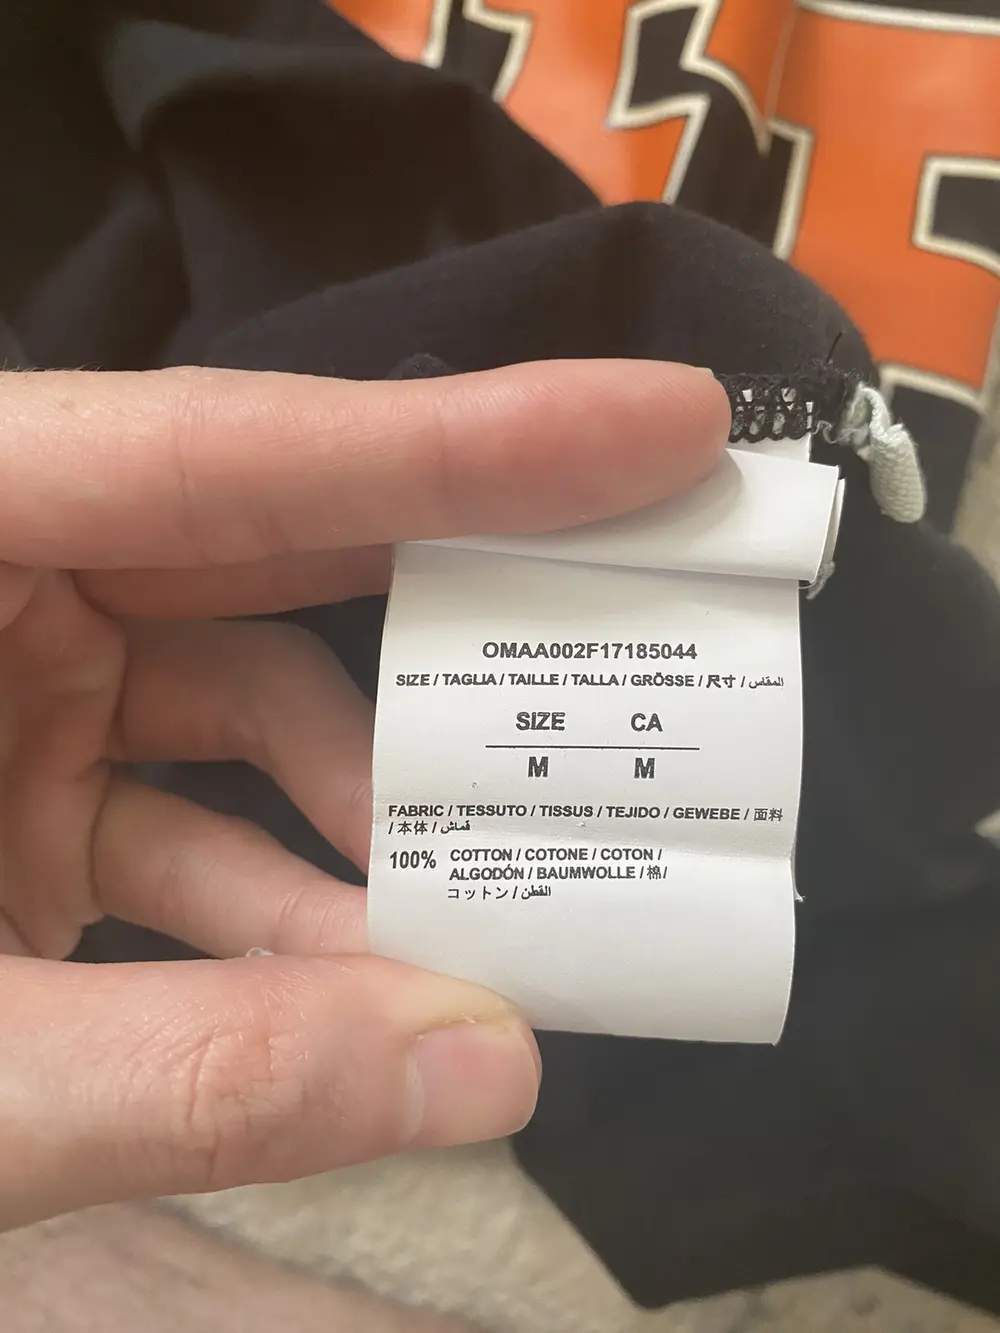 OMAA002F17185044
SIZE / TAGLIA / TAILLE / TALLA / GRÖSSE / 尺寸 / المقاس
SIZE CA
M M
FABRIC / TESSUTO / TISSUS / TEJIDO / GEWEBE / 面料
/ 本体 / قماش
100% COTTON / COTONE / COTON /
ALGODÓN / BAUMWOLLE / 棉/
コットン / القطن